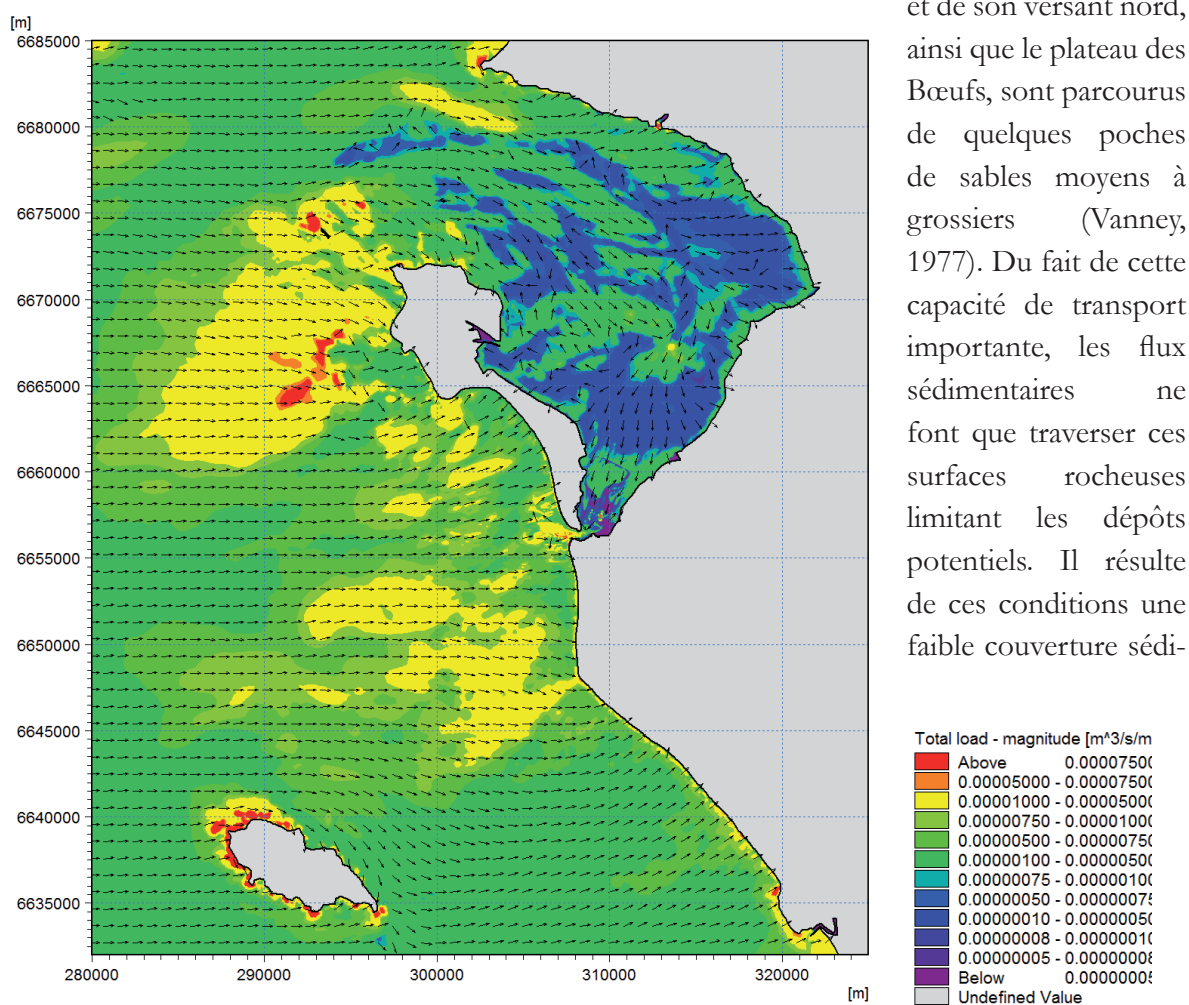 [m]
6685000
6680000
6675000
6670000
6665000
6660000
6655000
6650000
6645000
6640000
6635000
280000 290000 300000 310000 320000
[m]
et de son versant nord,
ainsi que le plateau des
Bœufs, sont parcourus
de quelques poches
de sables moyens à
grossiers (Vanney,
1977). Du fait de cette
capacité de transport
importante, les flux
sédimentaires ne
font que traverser ces
surfaces rocheuses
limitant les dépôts
potentiels. Il résulte
de ces conditions une
faible couverture sédi-
Total load - magnitude [m^3/s/m
Above 0.00007500
0.00005000 - 0.00007500
0.00001000 - 0.00005000
0.00000750 - 0.00001000
0.00000500 - 0.00000750
0.00000100 - 0.00000500
0.00000075 - 0.00000100
0.00000050 - 0.00000075
0.00000010 - 0.00000050
0.00000008 - 0.00000010
0.00000005 - 0.00000008
Below 0.00000005
Undefined Value